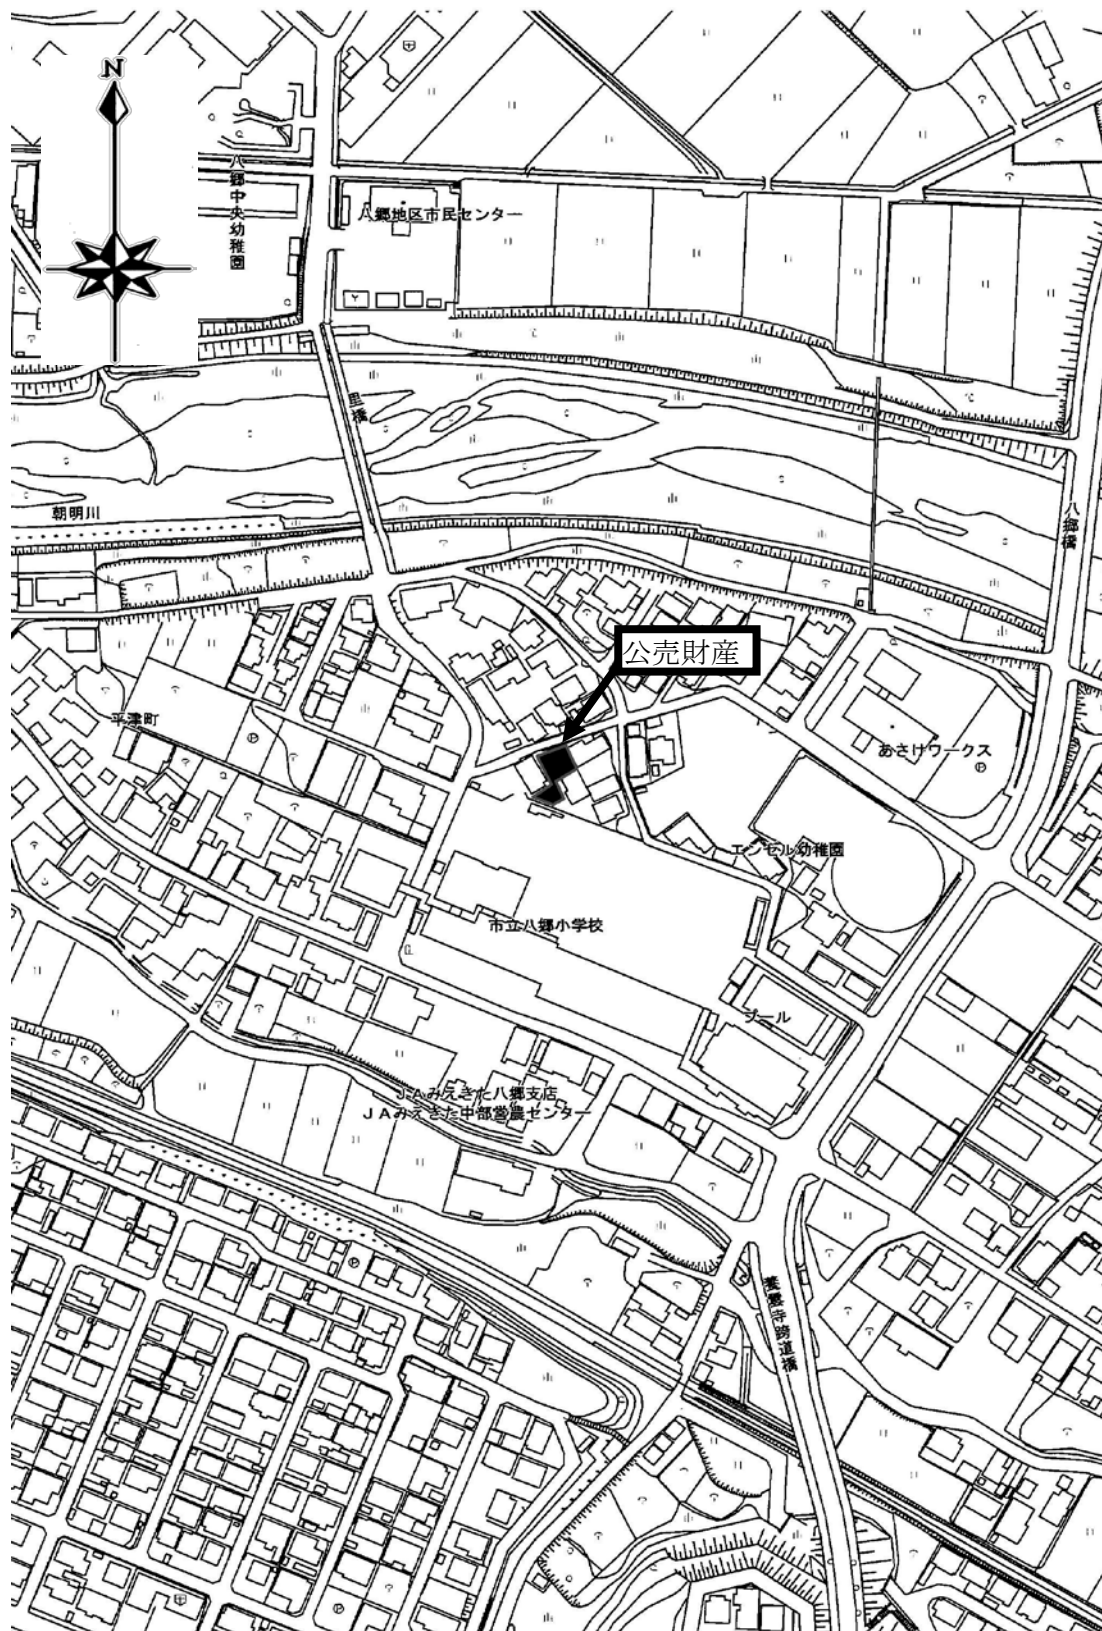 N
八郷中央幼稚園
八郷地区市民センター
里橋
朝明川
八郷橋
公売財産
平津町
あさけワークス
エンゼル幼稚園
市立八郷小学校
プール
JAみえきた八郷支店
JAみえきた中部営農センター
養霊寺跨道橋